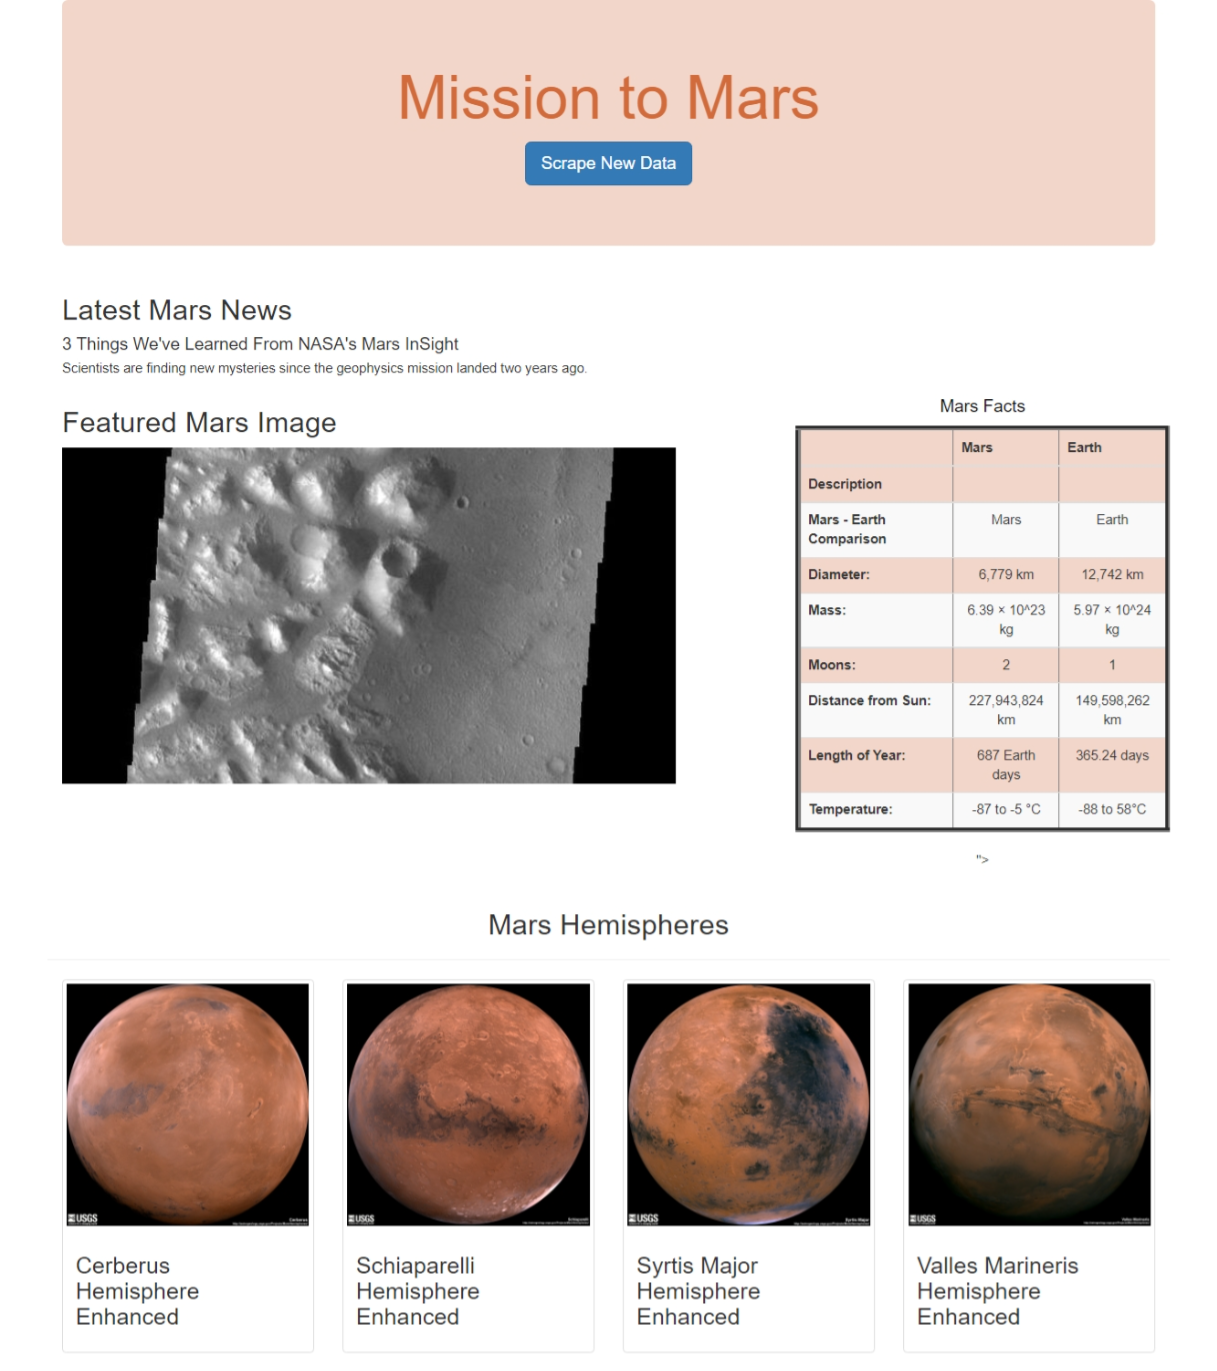 Mission to Mars
Scrape New Data
Latest Mars News
3 Things We've Learned From NASA's Mars InSight
Scientists are finding new mysteries since the geophysics mission landed two years ago.
Featured Mars Image
Mars Facts
Mars Earth
Description
Mars - Earth Comparison Mars Earth
Diameter: 6,779 km 12,742 km
Mass: 6.39 × 10^23 kg 5.97 × 10^24 kg
Moons: 2 1
Distance from Sun: 227,943,824 km 149,598,262 km
Length of Year: 687 Earth days 365.24 days
Temperature: -87 to -5 °C -88 to 58°C
">
Mars Hemispheres
USGS
USGS
USGS
USGS
Cerberus
Hemisphere
Enhanced
Schiaparelli
Hemisphere
Enhanced
Syrtis Major
Hemisphere
Enhanced
Valles Marineris
Hemisphere
Enhanced